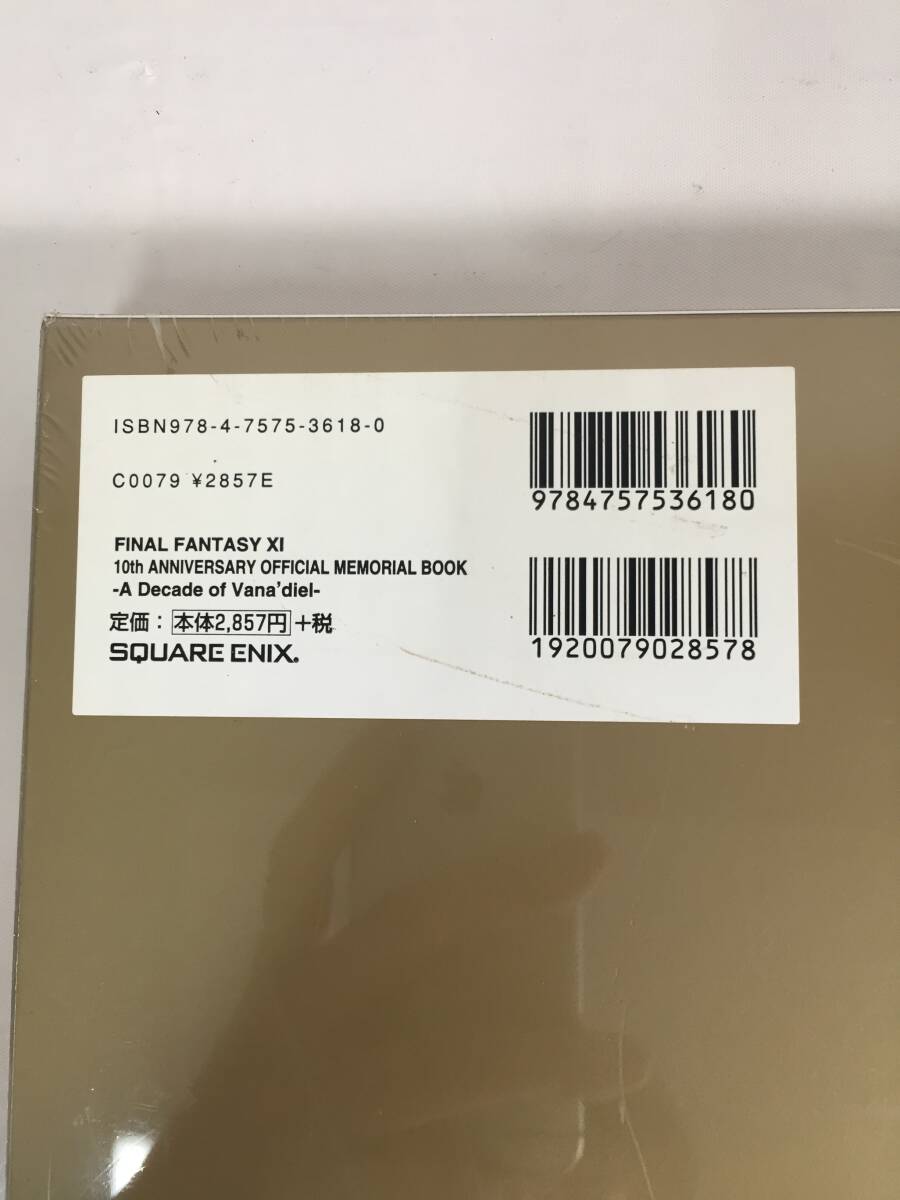 ISBN978-4-7575-3618-0
C0079 ¥2857E
FINAL FANTASY XI
10th ANNIVERSARY OFFICIAL MEMORIAL BOOK
-A Decade of Vana'diel-
定価：本体2,857円+税
SQUARE ENIX.
9784757536180
1920079028578